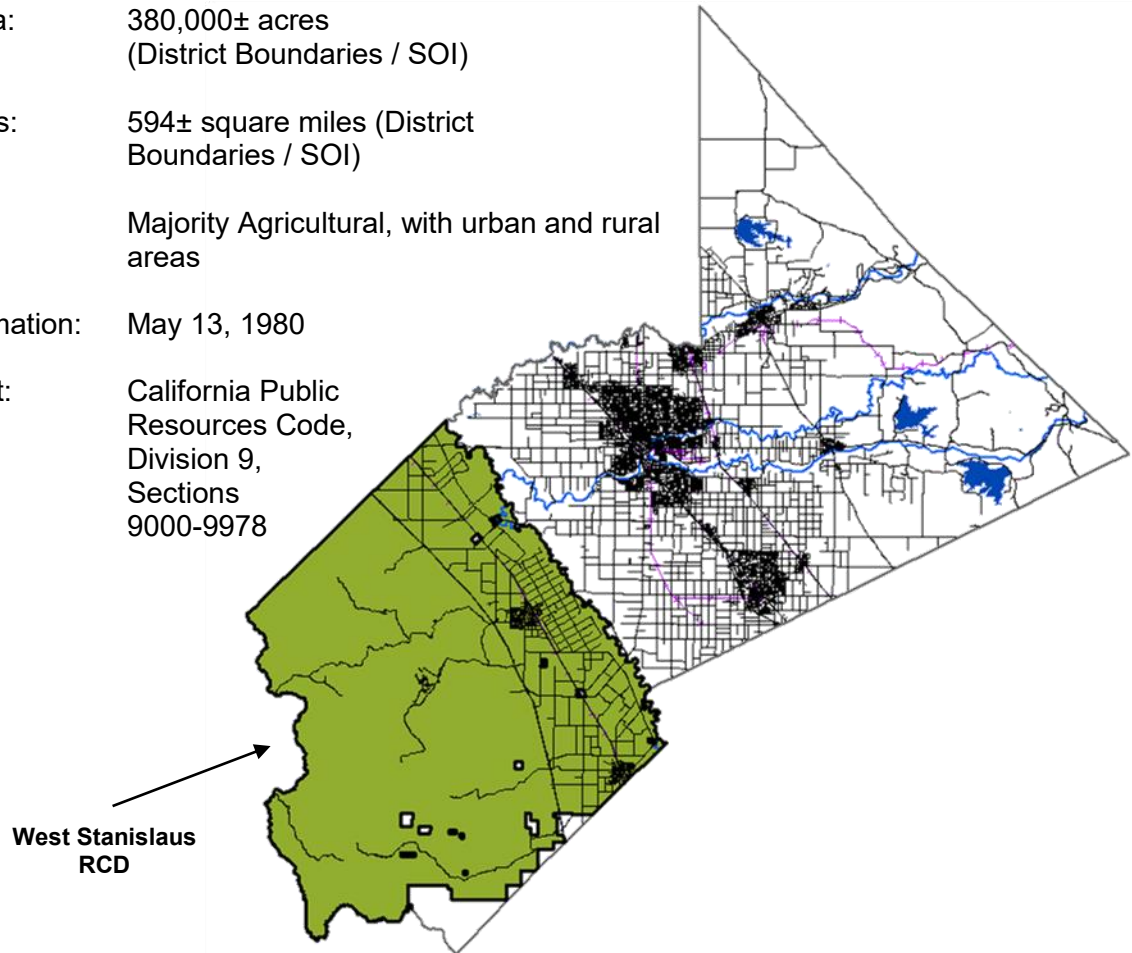 a: 380,000± acres
(District Boundaries / SOI)
s: 594± square miles (District
Boundaries / SOI)
Majority Agricultural, with urban and rural
areas
nation: May 13, 1980
t: California Public
Resources Code,
Division 9,
Sections
9000-9978
West Stanislaus
RCD